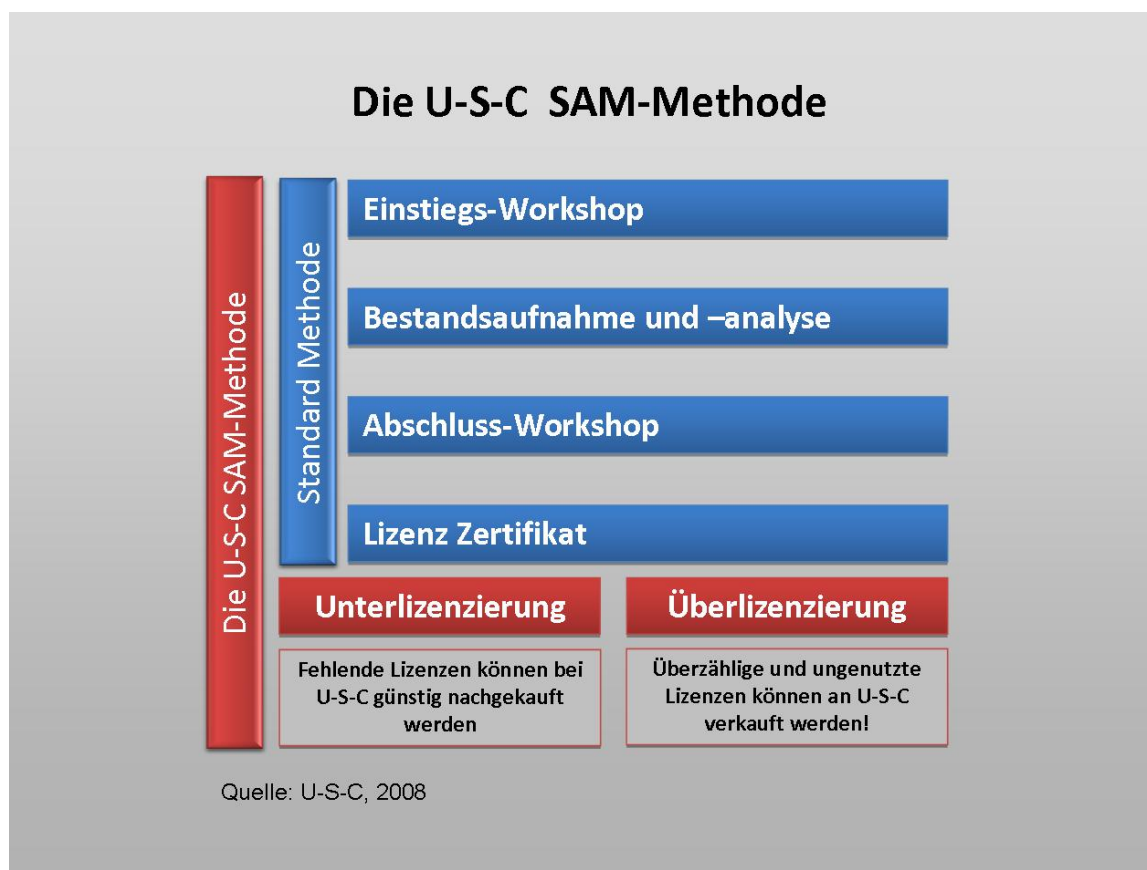 Die U-S-C  SAM-Methode
Die U-S-C SAM-Methode
Standard Methode
Einstiegs-Workshop
Bestandsaufnahme und –analyse
Abschluss-Workshop
Lizenz Zertifikat
Unterlizenzierung
Fehlende Lizenzen können bei
U-S-C günstig nachgekauft
werden
Überlizenzierung
Überzählige und ungenutzte
Lizenzen können an U-S-C
verkauft werden!
Quelle: U-S-C, 2008